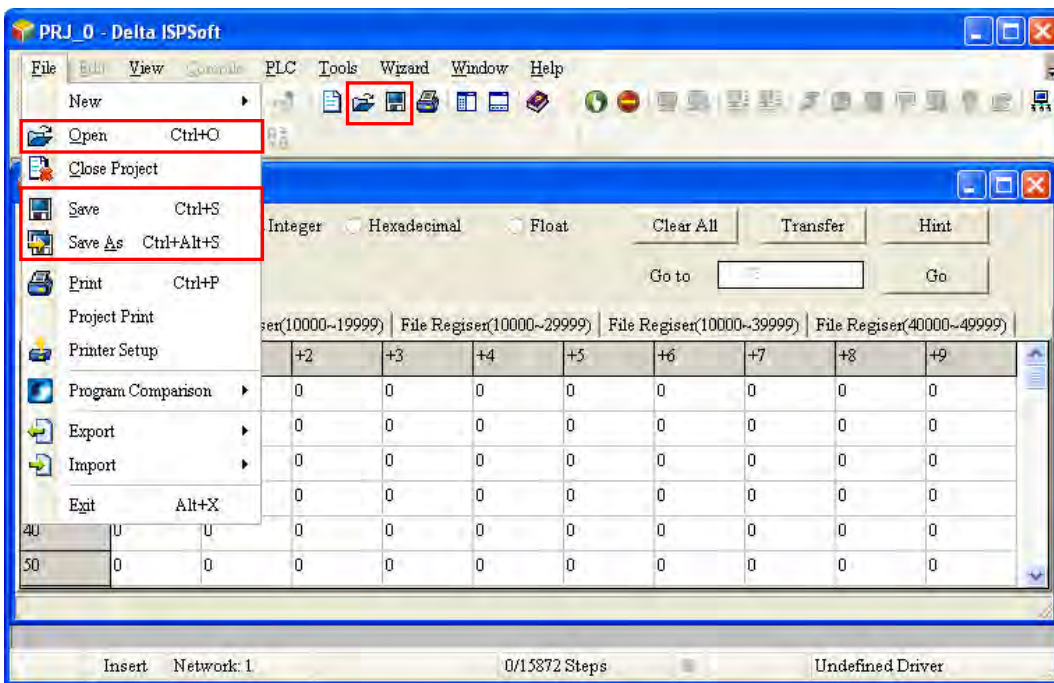 PRJ_0 - Delta ISPSoft
File Edit View Compile PLC Tools Wizard Window Help
New
Open Ctrl+O
Close Project
Save Ctrl+S
Save As Ctrl+Alt+S
Print Ctrl+P
Project Print
Printer Setup
Program Comparison
Export
Import
Exit Alt+X
Integer Hexadecimal Float Clear All Transfer Hint
Go to Go
ser(10000~19999) File Regiser(10000~29999) File Regiser(10000~39999) File Regiser(40000~49999)
+2 +3 +4 +5 +6 +7 +8 +9
0 0 0 0 0 0 0 0
0 0 0 0 0 0 0 0
0 0 0 0 0 0 0 0
0 0 0 0 0 0 0 0
40 0 0 0 0 0 0 0 0 0 0
50 0 0 0 0 0 0 0 0 0 0
Insert Network: 1 0/15872 Steps Undefined Driver